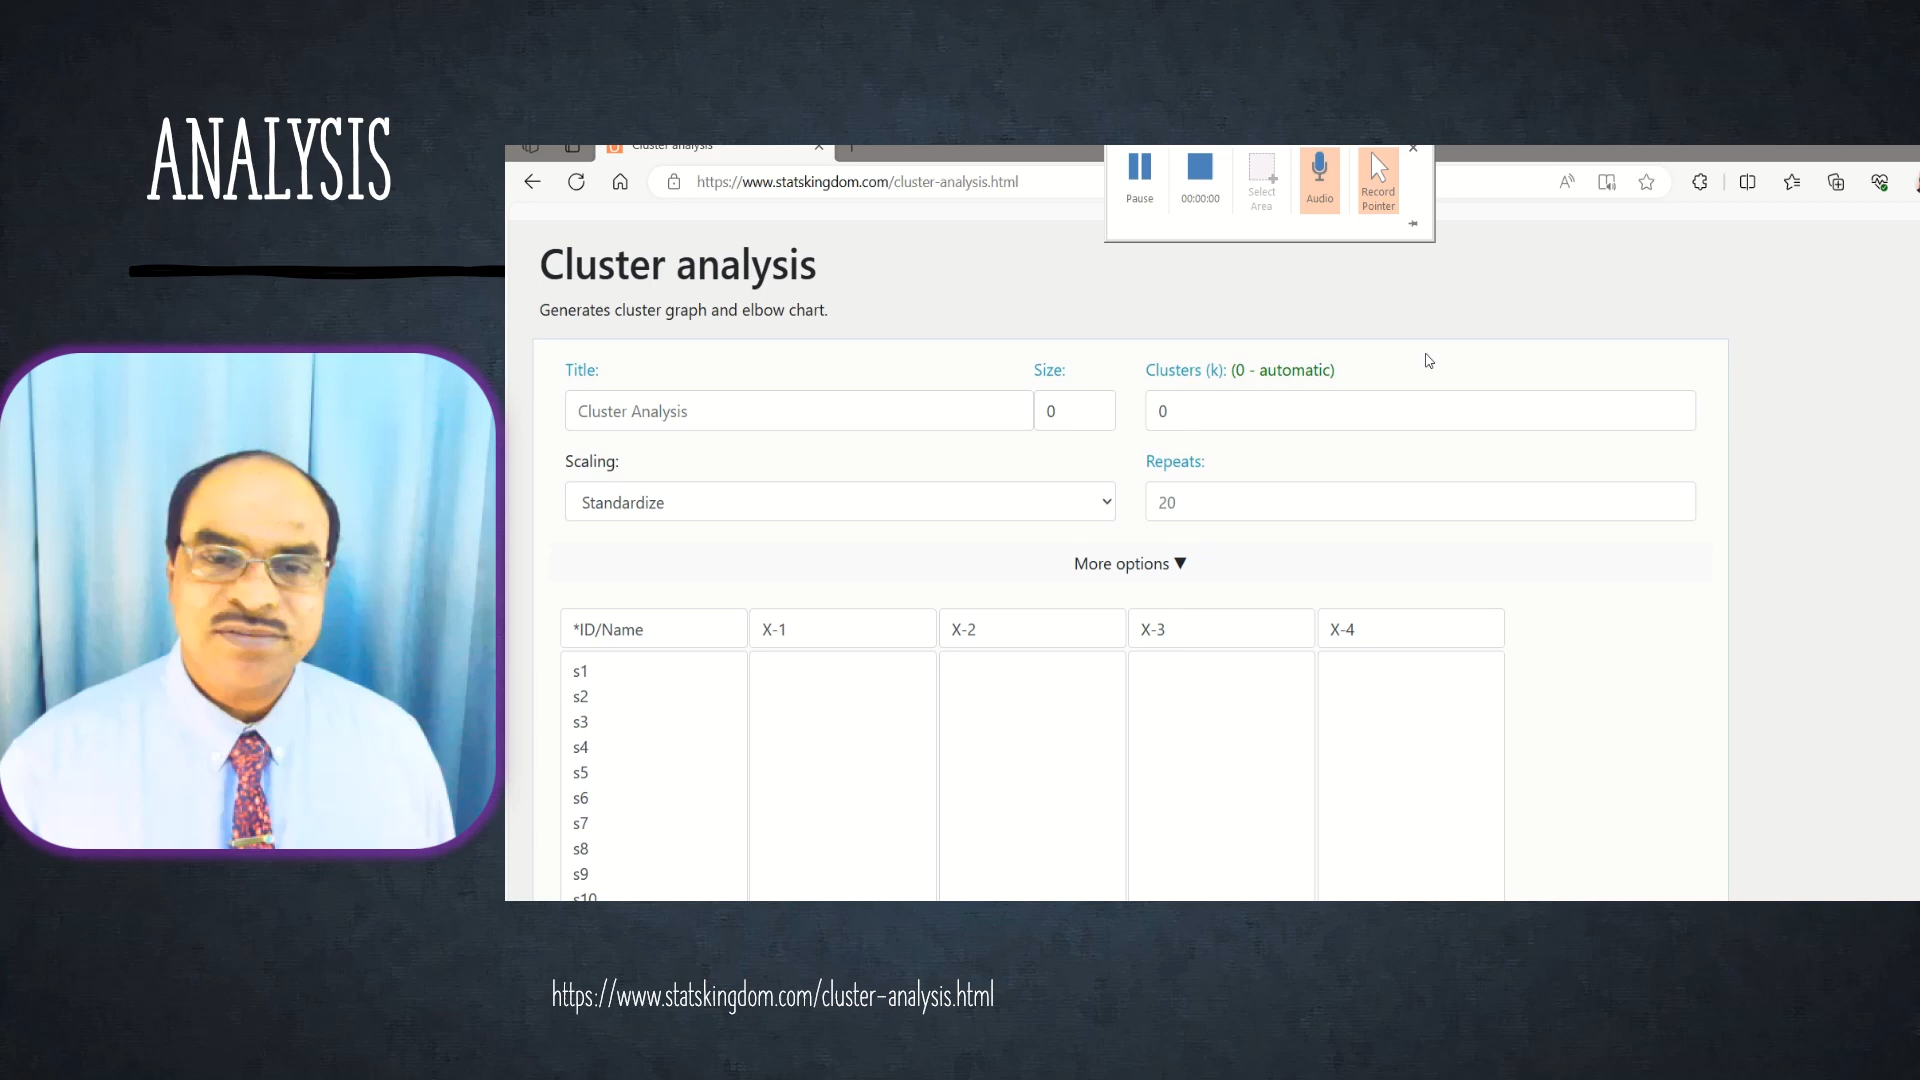 ANALYSIS
Cluster analysis
https://www.statskingdom.com/cluster-analysis.html
Pause
00:00:00
Select
Area
Audio
Record
Pointer
Cluster analysis
Generates cluster graph and elbow chart.
Title:
Size:
Clusters (k): (0 - automatic)
Cluster Analysis
0
0
Scaling:
Repeats:
Standardize
20
More options ▼
*ID/Name
X-1
X-2
X-3
X-4
s1
s2
s3
s4
s5
s6
s7
s8
s9
s10
https://www.statskingdom.com/cluster-analysis.html